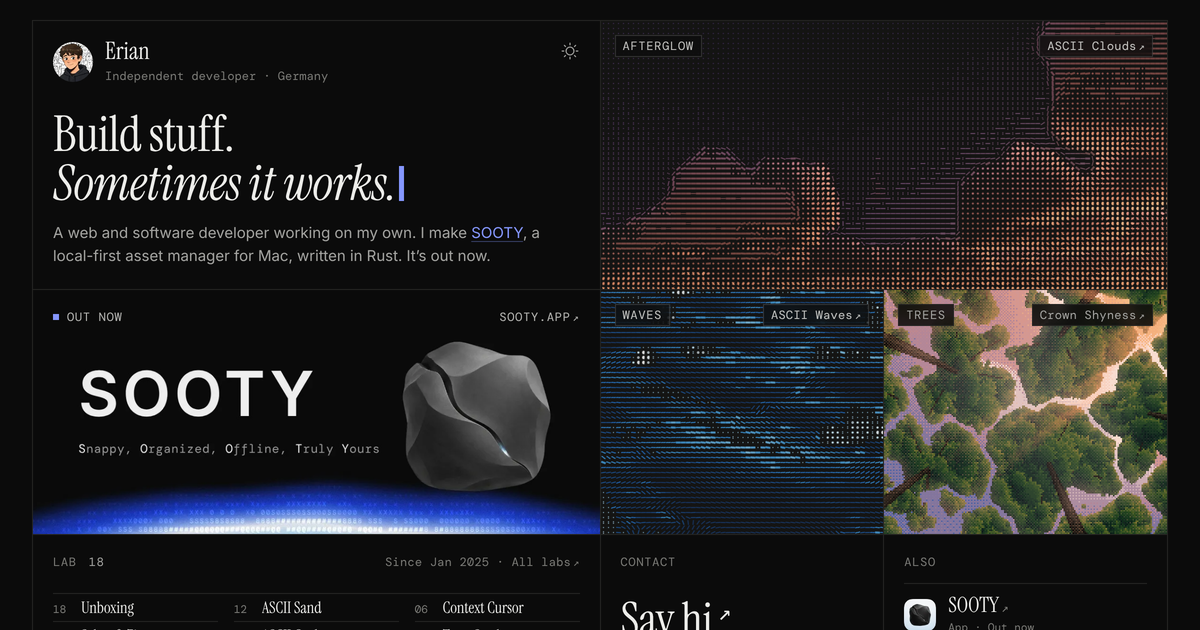 Erian
Independent developer · Germany
Build stuff.
Sometimes it works.
A web and software developer working on my own. I make SOOTY, a
local-first asset manager for Mac, written in Rust. It’s out now.
AFTERGLOW
ASCII Clouds↗
OUT NOW
SOOTY.APP↗
SOOTY
Snappy, Organized, Offline, Truly Yours
WAVES
ASCII Waves↗
TREES
Crown Shyness↗
LAB 18
Since Jan 2025 · All labs↗
18 Unboxing
12 ASCII Sand
06 Context Cursor
CONTACT
Say hi↗
ALSO
SOOTY↗
App · Out now